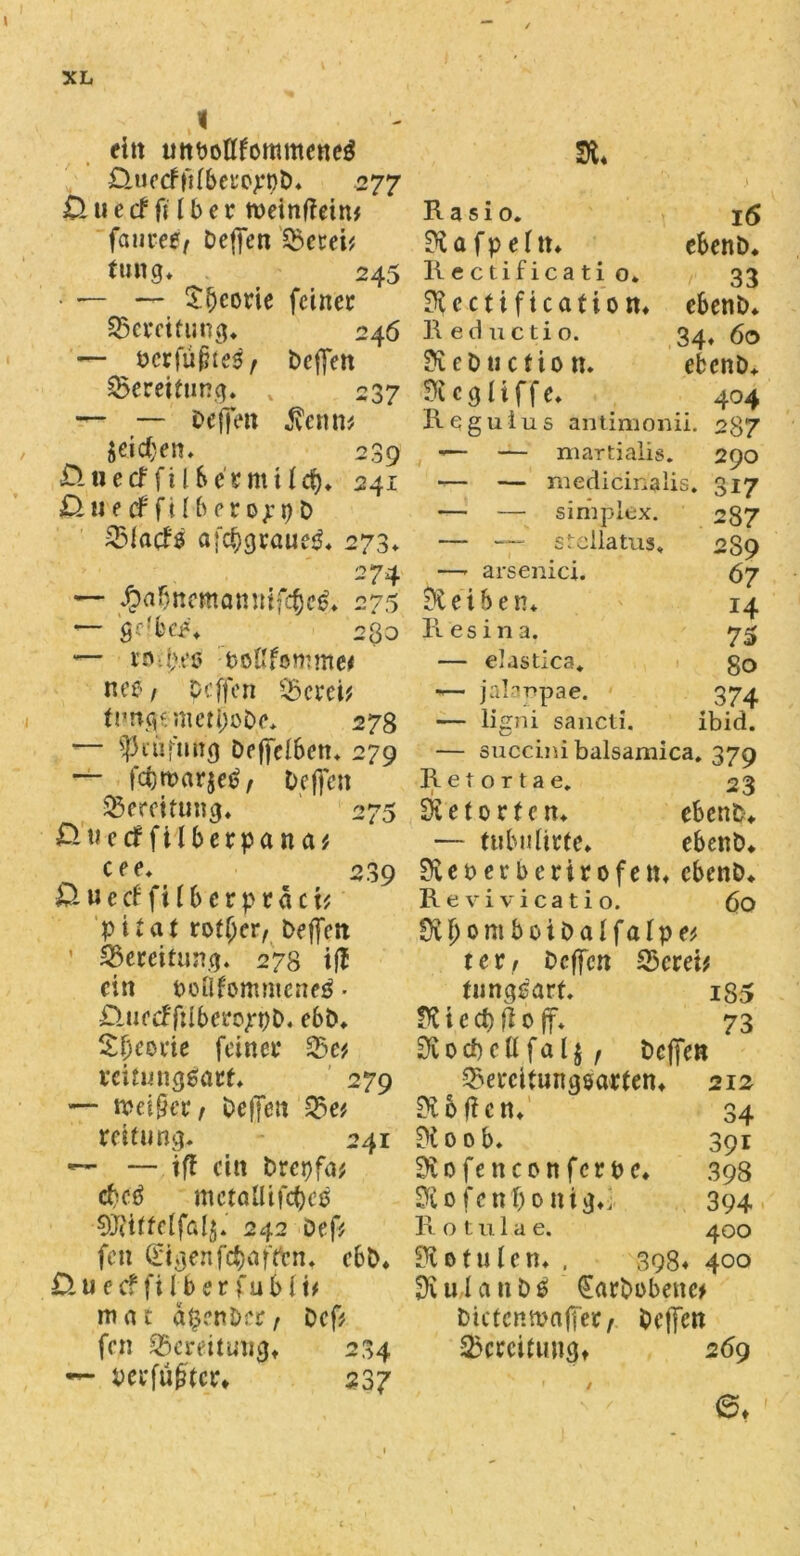 XL
ein unvollkommenes
Quecksilberoxyd. 277
Quecksilber weinstein-
saures, dessen Berei-
tung. 245
— — Theorie seiner
Bereitung. 246
— versüßtes, dessen
Bereitung. 237
— — dessen Kenn-
zeichen. 239
Quecksilbermilch. 241
Quecksilberoxyd
Blacks aschgraues. 273.
274
— Hahnemannisches. 275
— gelbes. 280
— rothes vollkomme-
nes, dessen Berei-
tungsmethode. 278
— Prüfung desselben. 279
— schwarzes, dessen
Bereitung. 275
Quecksilberpana-
cee. 239
Quecksilberpräci-
pitat rother, dessen
Bereitung. 278 ist
ein vollkommenes
Quecksilberoxyd. ebd.
Theorie seiner Be-
reitungsart. 279
— weißer, dessen Be-
reitung. 241
— — ist ein dreyfa-
ches metallisches
Mittelsalz. 242 des-
sen Eigenschaften. ebd.
Quecksilbersubli-
mat ätzender, des-
sen Bereitung. 234
— versüßter. 237
R.
Rasio. 16
Raspeln. ebend.
Rectificatio. 33
Rectification. ebend.
Reductio. 34. 60
Reduction. ebend.
Regliffe. 404
Regulus antimonii. 287
— — martialis. 290
— — medicinalis. 317
— — simplex. 287
— — stellatus. 289
— arsenici. 67
Reiben. 14
Resina. 75
— elastica. 80
— jalappae. 374
— ligni sancti. ibid.
— succini balsamica. 379
Retortae. 23
Retorten. ebend.
— tubulirte. ebend.
Reverberirofen. ebend.
Revivicatio. 60
Rhomboidalsalpe-
ter, dessen Berei-
tungsart. 185
Riechstoff. 73
Rochellsalz, dessen
Bereitungsarten. 212
Rösten. 34
Roob. 391
Rosenconserve. 398
Rosenhonig. 394
Rotulae. 400
Rotulen. 398. 400
Rulands Cardobene-
dictenwasser, dessen
Bereitung. 269
S.